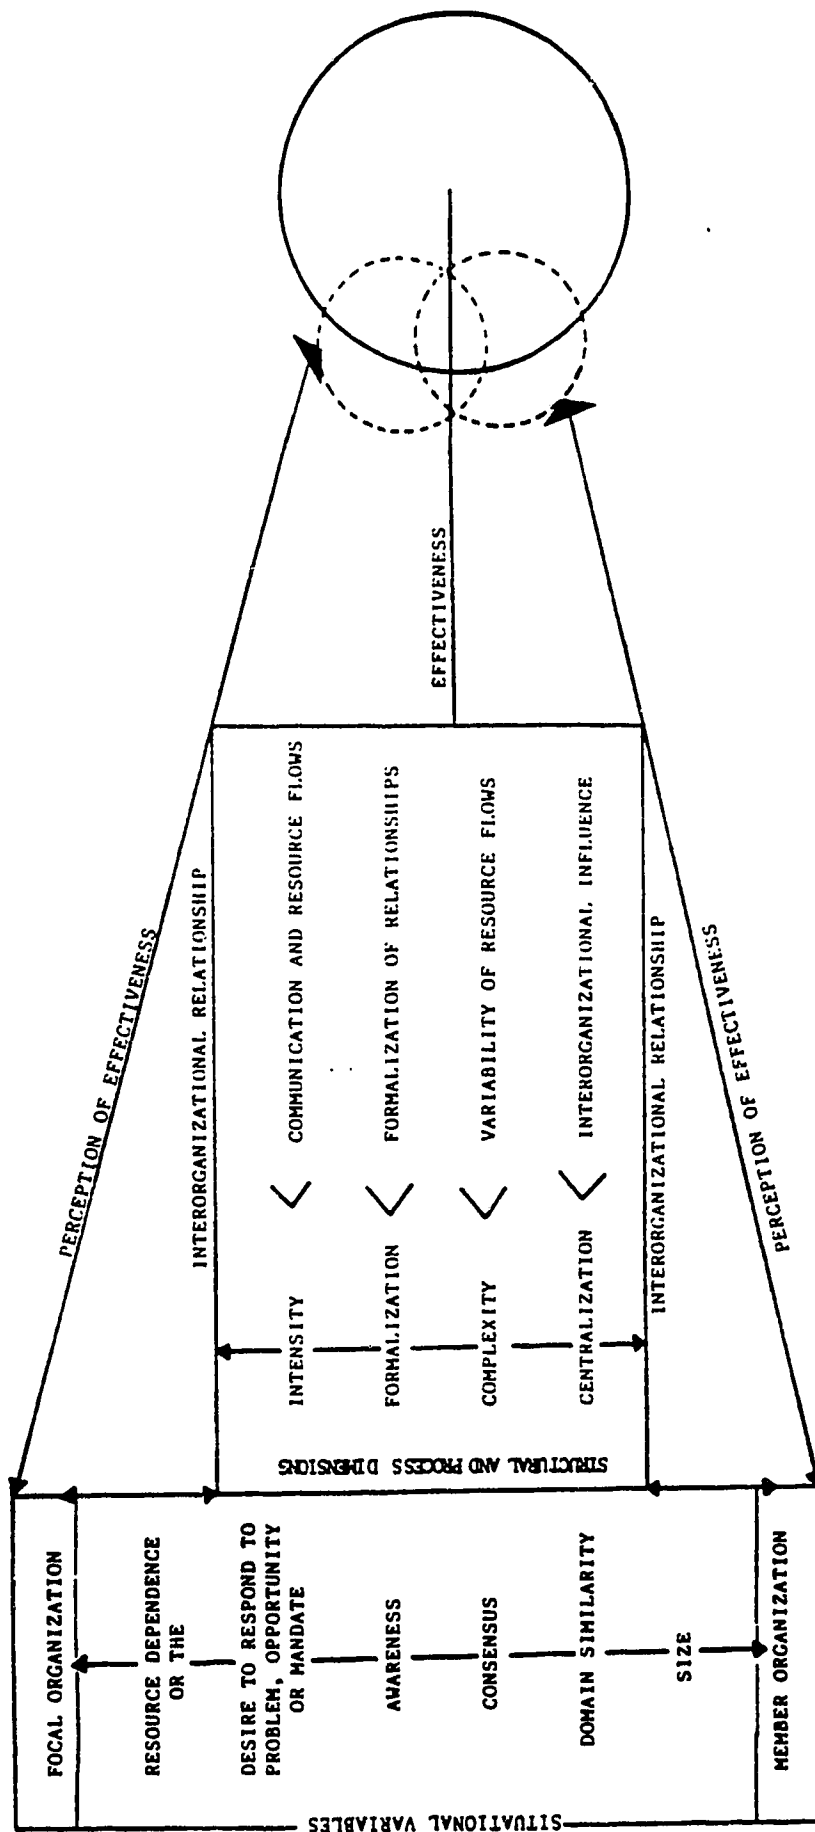 SITUATIONAL VARIABLES
FOCAL ORGANIZATION
RESOURCE DEPENDENCE
OR THE
DESIRE TO RESPOND TO
PROBLEM, OPPORTUNITY
OR MANDATE
AWARENESS
CONSENSUS
DOMAIN SIMILARITY
SIZE
MEMBER ORGANIZATION
PERCEPTION OF EFFECTIVENESS
INTERORGANIZATIONAL RELATIONSHIP
STRUCTURAL AND PROCESS DIMENSIONS
INTENSITY
COMMUNICATION AND RESOURCE FLOWS
FORMALIZATION
FORMALIZATION OF RELATIONSHIPS
COMPLEXITY
VARIABILITY OF RESOURCE FLOWS
CENTRALIZATION
INTERORGANIZATIONAL INFLUENCE
INTERORGANIZATIONAL RELATIONSHIP
PERCEPTION OF EFFECTIVENESS
EFFECTIVENESS